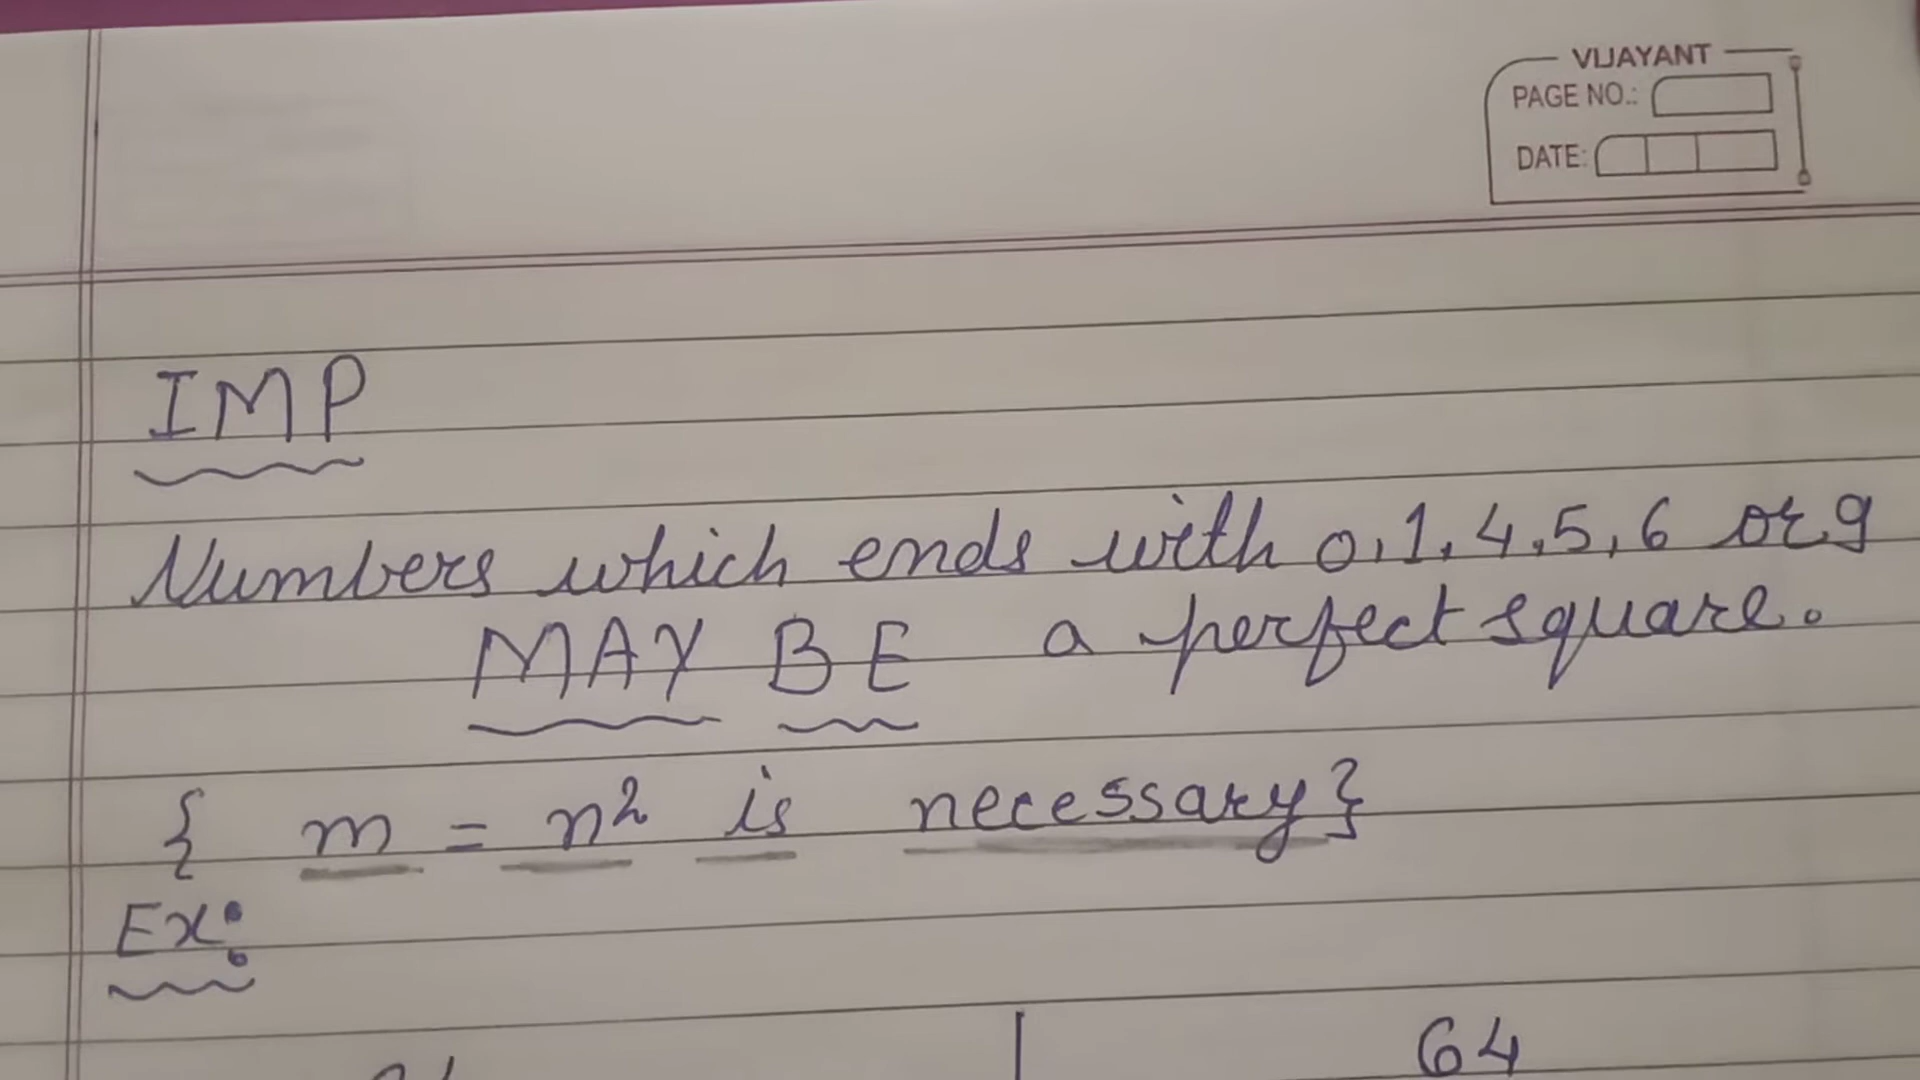 VIJAYANT
PAGE NO.:
DATE:
IMP
Numbers which ends with 0,1,4,5,6 or 9
MAY BE a perfect square.
{ m = n² is necessary}
Ex:
64